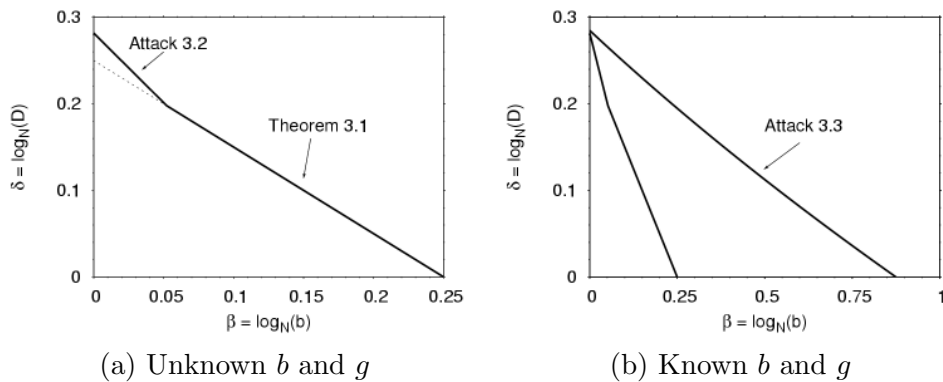 0.3
0.2
0.1
0
δ = log_N(D)
Attack 3.2
Theorem 3.1
0 0.05 0.1 0.15 0.2 0.25
β = log_N(b)
(a) Unknown b and g
0.3
0.2
0.1
0
δ = log_N(D)
Attack 3.3
0 0.25 0.5 0.75 1
β = log_N(b)
(b) Known b and g